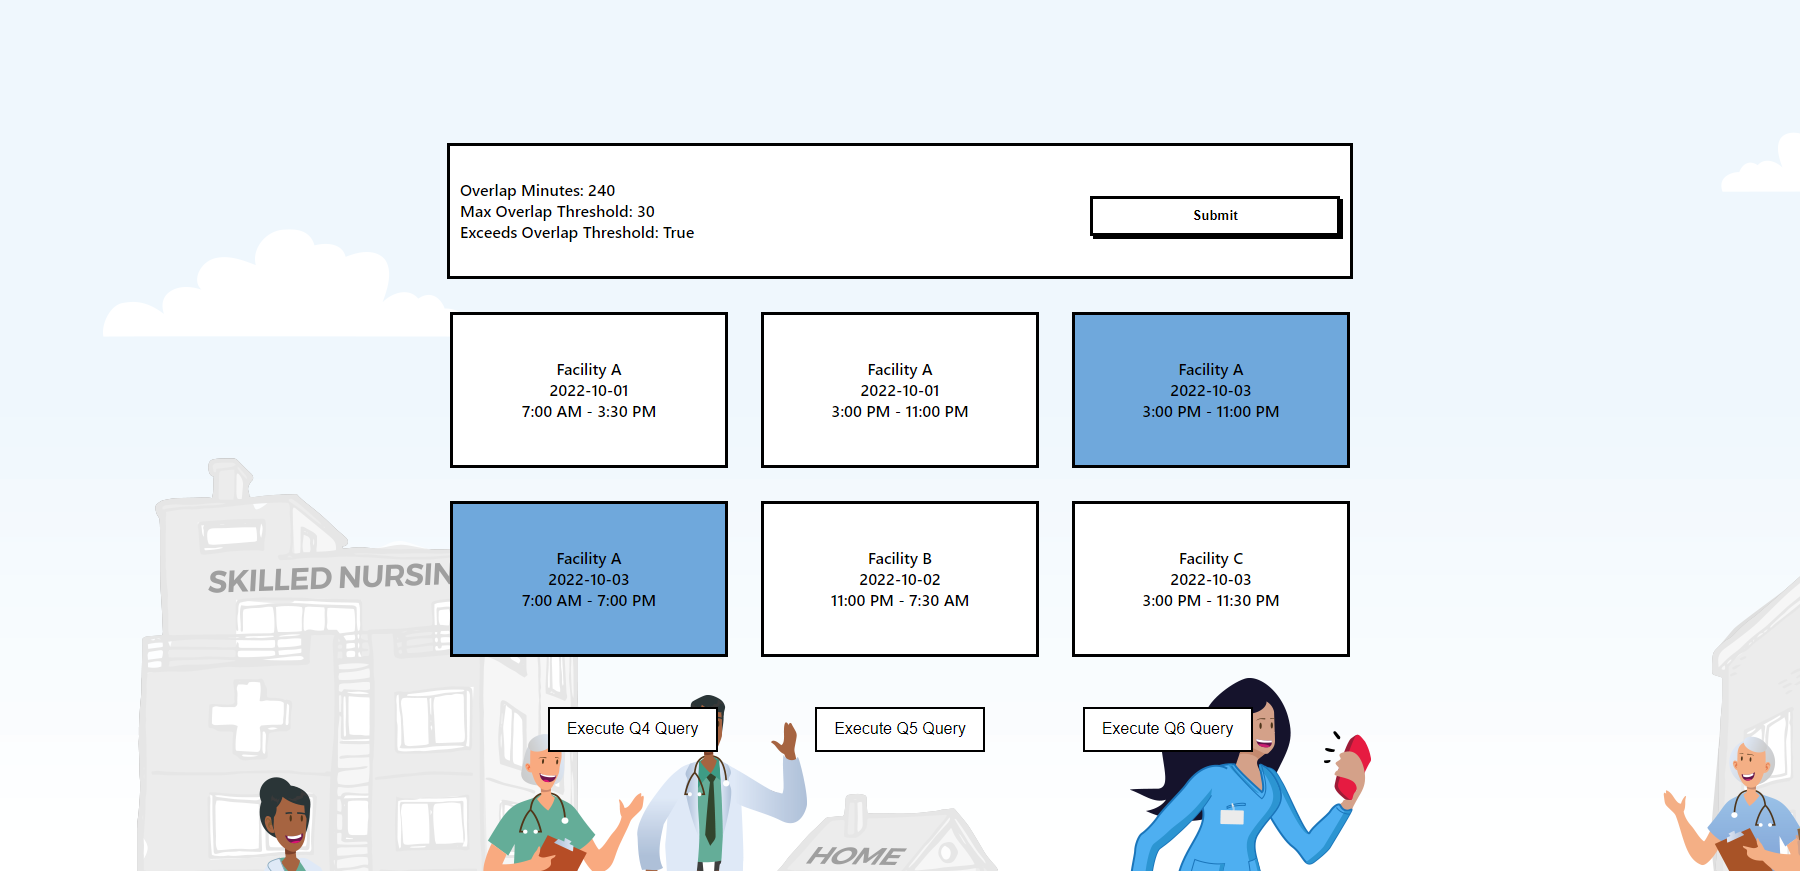 Overlap Minutes: 240
Max Overlap Threshold: 30
Exceeds Overlap Threshold: True
Submit
Facility A
2022-10-01
7:00 AM - 3:30 PM
Facility A
2022-10-01
3:00 PM - 11:00 PM
Facility A
2022-10-03
3:00 PM - 11:00 PM
Facility A
2022-10-03
7:00 AM - 7:00 PM
Facility B
2022-10-02
11:00 PM - 7:30 AM
Facility C
2022-10-03
3:00 PM - 11:30 PM
SKILLED NURSIN
Execute Q4 Query
Execute Q5 Query
Execute Q6 Query
HOME